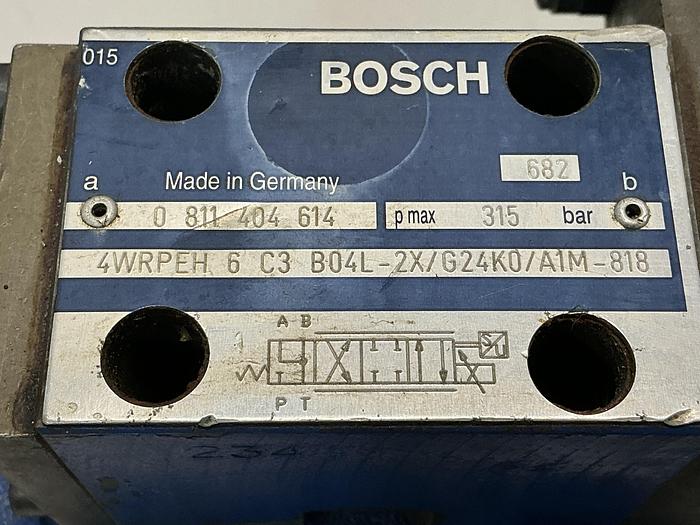 015
BOSCH
682
a Made in Germany b
0 811 404 614 p max 315 bar
4WRPEH 6 C3 B04L-2X/G24K0/A1M-818
A B
S/U
P T
234